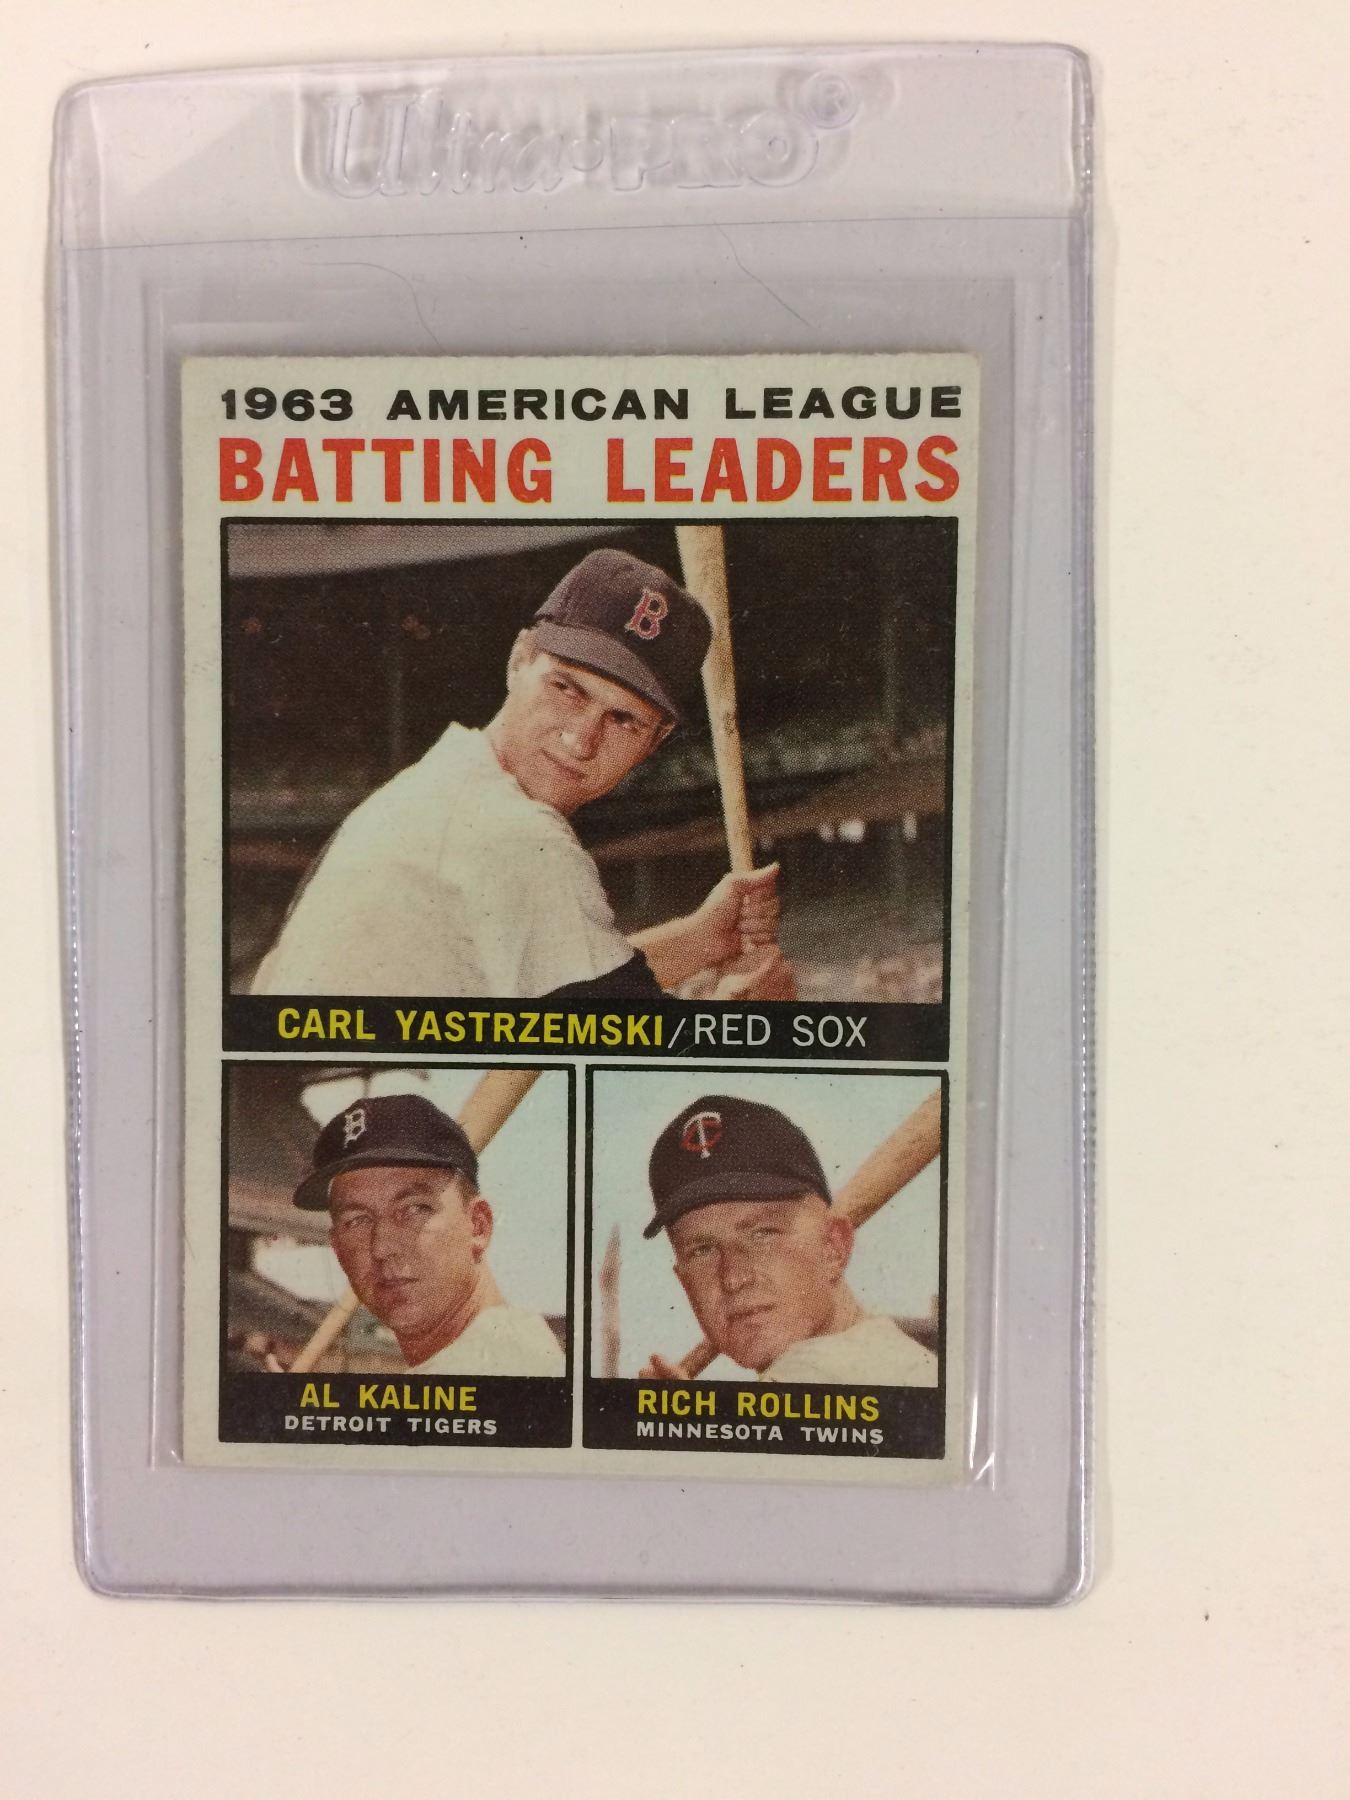 Ultra·PRO®
1963 AMERICAN LEAGUE
BATTING LEADERS
B
CARL YASTRZEMSKI/RED SOX
D
TC
AL KALINE
DETROIT TIGERS
RICH ROLLINS
MINNESOTA TWINS